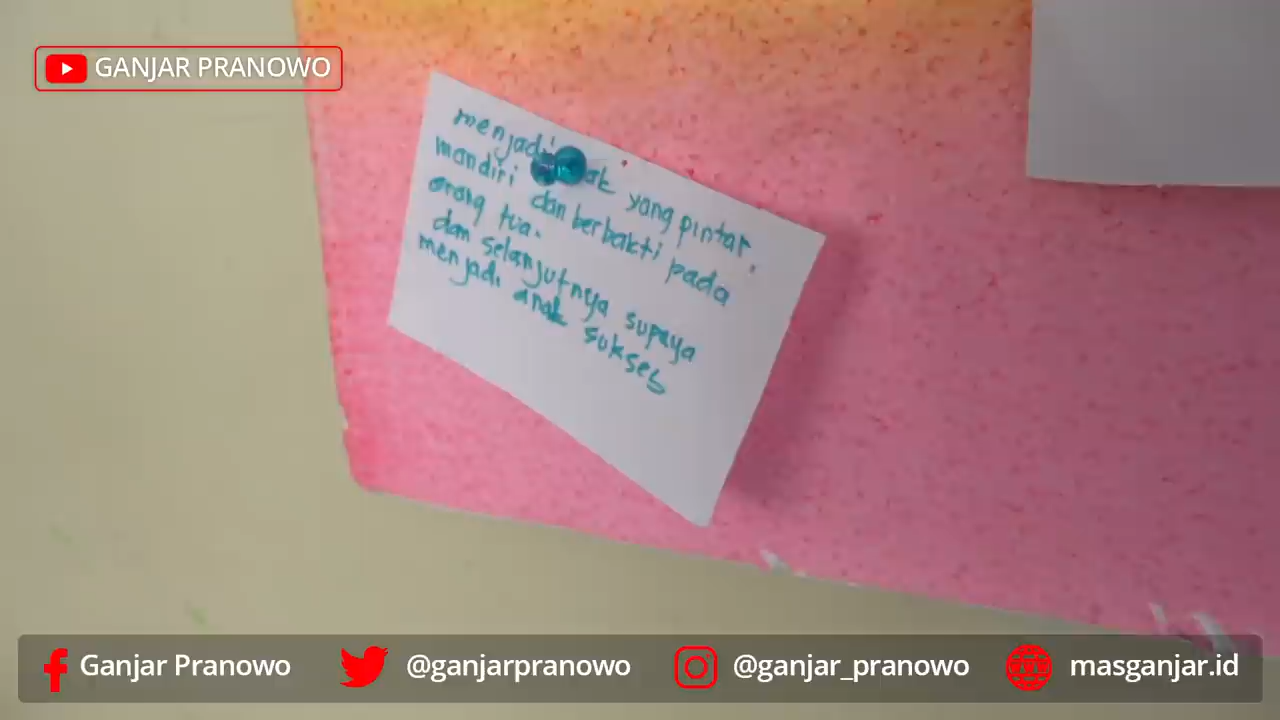 GANJAR PRANOWO
menjadi anak yang pintar,
mandiri dan berbakti pada
orang tua.
dan selanjutnya supaya
menjadi anak sukses
Ganjar Pranowo
@ganjarpranowo
@ganjar_pranowo
masganjar.id